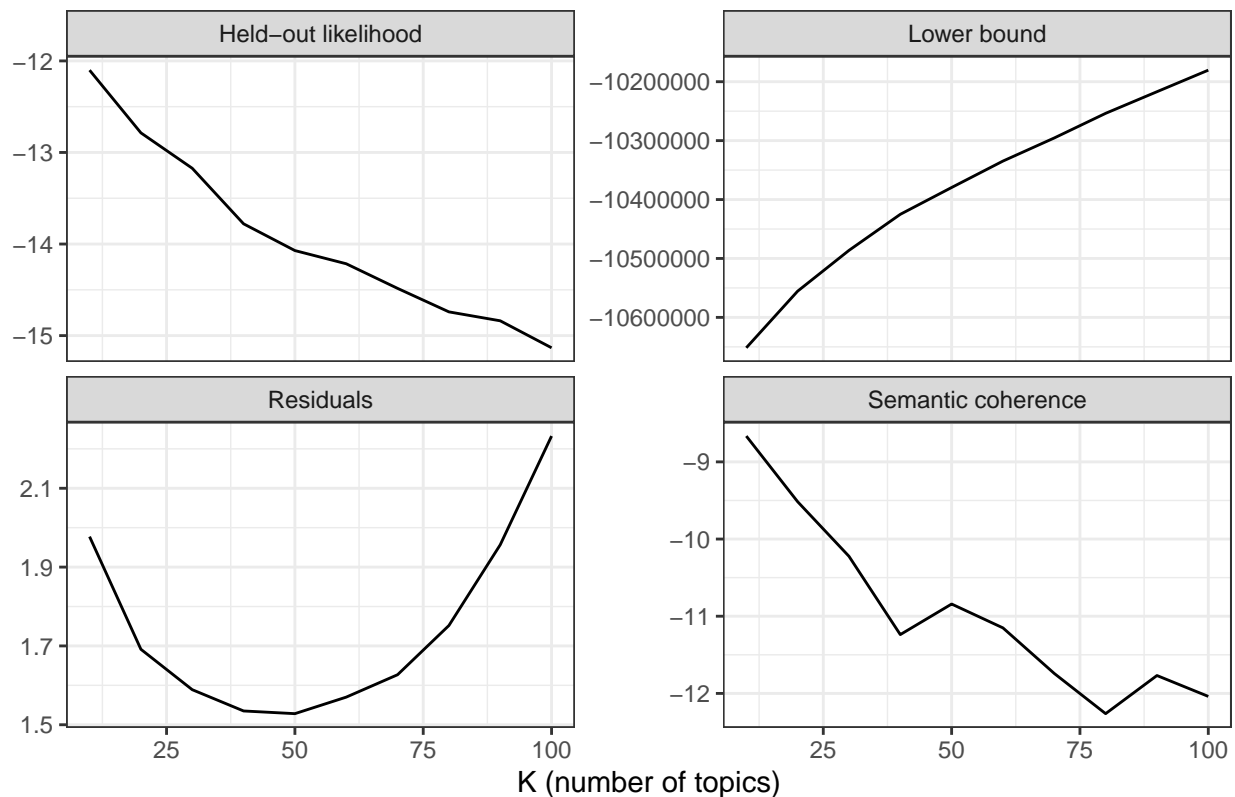 Held−out likelihood
Lower bound
−12
−13
−14
−15
−10200000
−10300000
−10400000
−10500000
−10600000
Residuals
Semantic coherence
2.1
1.9
1.7
1.5
−9
−10
−11
−12
25 50 75 100
25 50 75 100
K (number of topics)